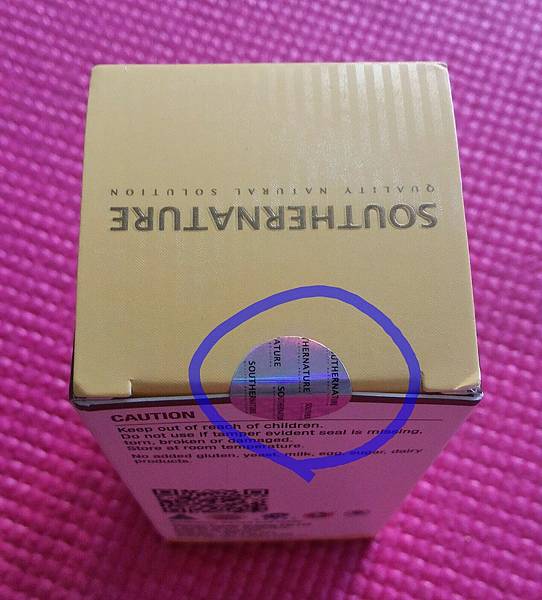 QUALITY NATURAL SOLUTION
SOUTHERNATURE
SOUTHERNATURE
CAUTION
Keep out of reach of children.
Do not use if tamper evident seal is missing,
torn, broken or damaged.
Store at room temperature.
No added gluten, yeast, milk, egg, sugar, dairy
products.